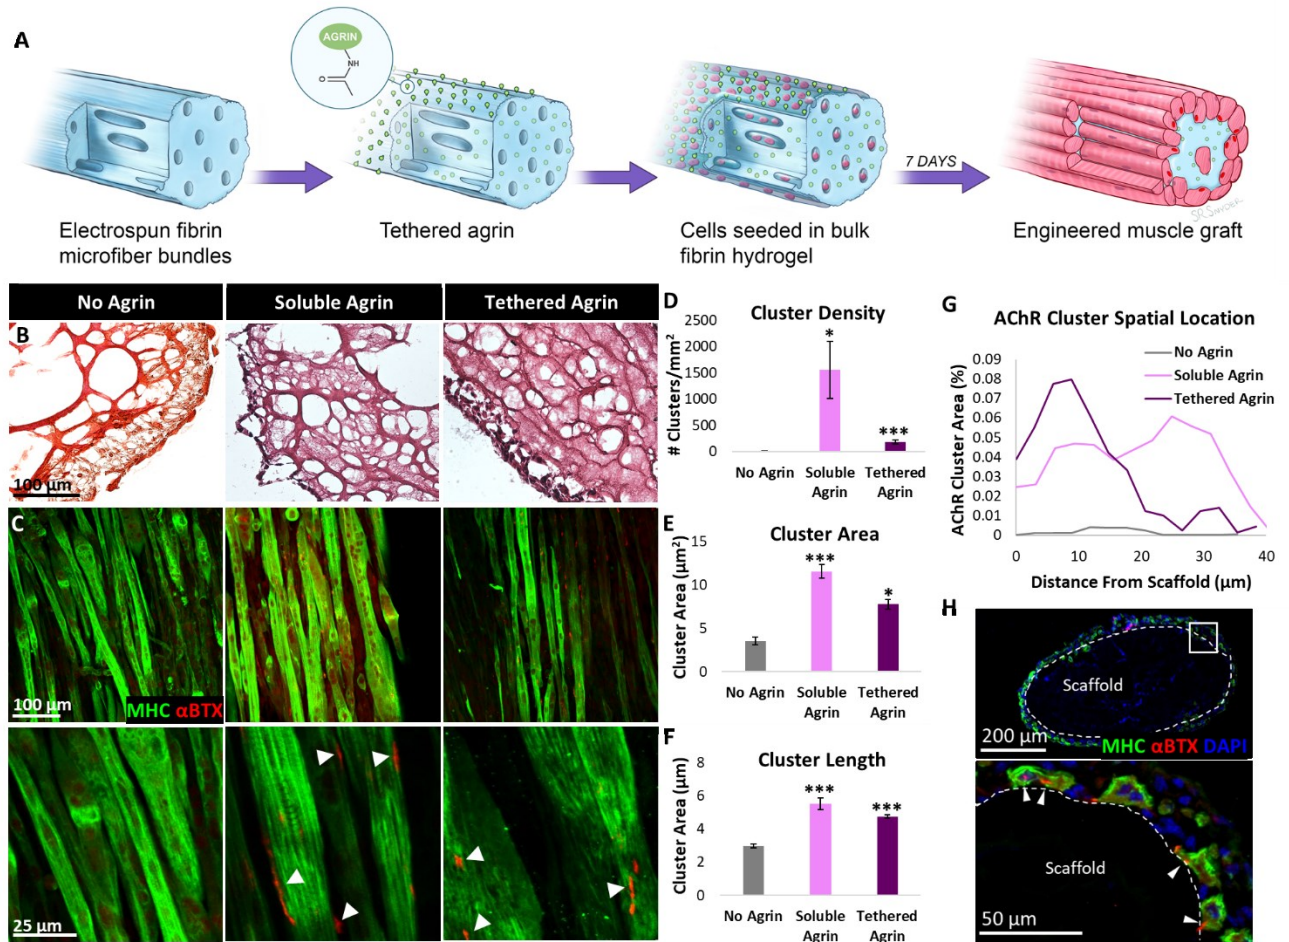 A
AGRIN
NH
O
7 DAYS
Electrospun fibrin
microfiber bundles
Tethered agrin
Cells seeded in bulk
fibrin hydrogel
Engineered muscle graft
No Agrin
Soluble Agrin
Tethered Agrin
B
100 µm
C
100 µm
MHC αBTX
25 µm
D
Cluster Density
# Clusters/mm²
2500
2000
1500
1000
500
0
*
***
No Agrin
Soluble
Agrin
Tethered
Agrin
E
Cluster Area
Cluster Area (µm²)
15
10
5
0
***
*
No Agrin
Soluble
Agrin
Tethered
Agrin
F
Cluster Length
Cluster Area (µm)
8
6
4
2
0
***
***
No Agrin
Soluble
Agrin
Tethered
Agrin
G
AChR Cluster Spatial Location
AChR Cluster Area (%)
0.09
0.08
0.07
0.06
0.05
0.04
0.03
0.02
0.01
0
No Agrin
Soluble Agrin
Tethered Agrin
0 10 20 30 40
Distance From Scaffold (µm)
H
Scaffold
200 µm
MHC αBTX DAPI
Scaffold
50 µm